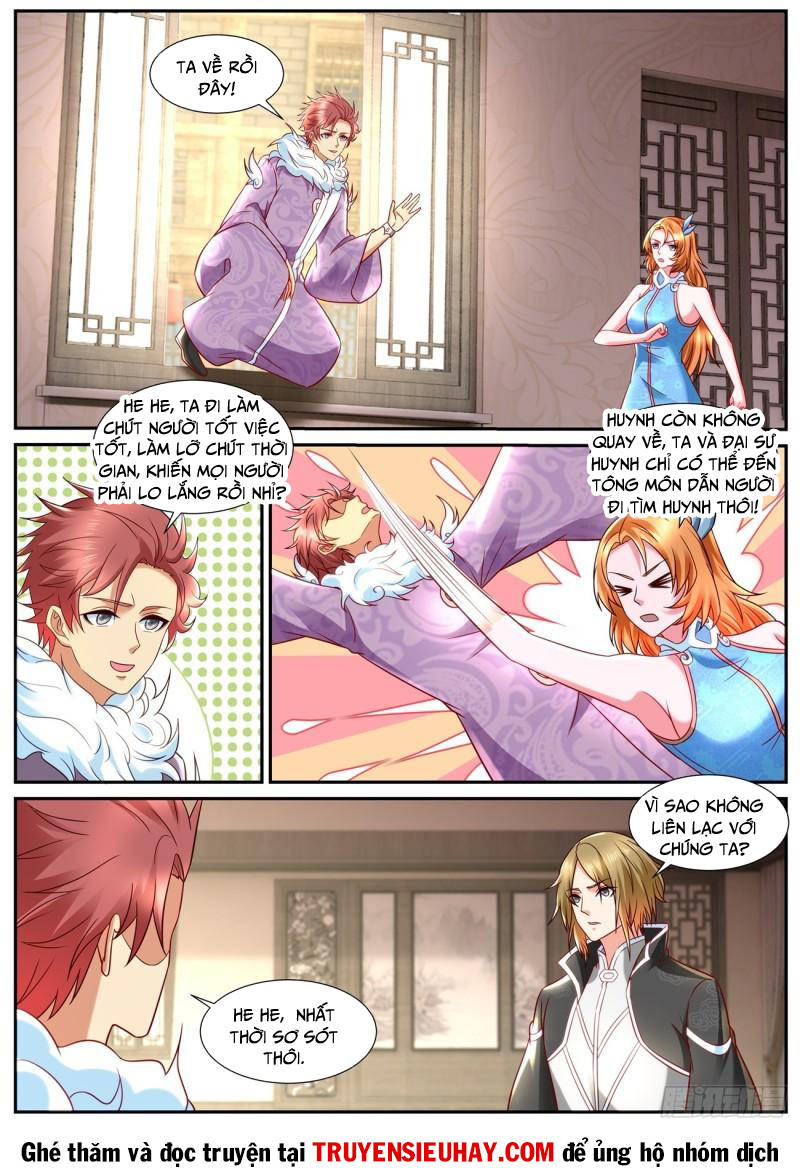 TA VỀ RỒI
ĐÂY!
HE HE, TA ĐI LÀM
CHÚT NGƯỜI TỐT VIỆC
TỐT, LÀM LỠ CHÚT THỜI
GIAN, KHIẾN MỌI NGƯỜI
PHẢI LO LẮNG RỒI NHỈ?
HUYNH CÒN KHÔNG
QUAY VỀ, TA VÀ ĐẠI SƯ
HUYNH CHỈ CÓ THỂ ĐẾN
TÔNG MÔN DẪN NGƯỜI
ĐI TÌM HUYNH THÔI!
VÌ SAO KHÔNG
LIÊN LẠC VỚI
CHÚNG TA?
HE HE, NHẤT
THỜI SƠ SÓT
THÔI.
腾讯动漫
Ghé thăm và đọc truyện tại TRUYENSIEUHAY.COM để ủng hộ nhóm dịch